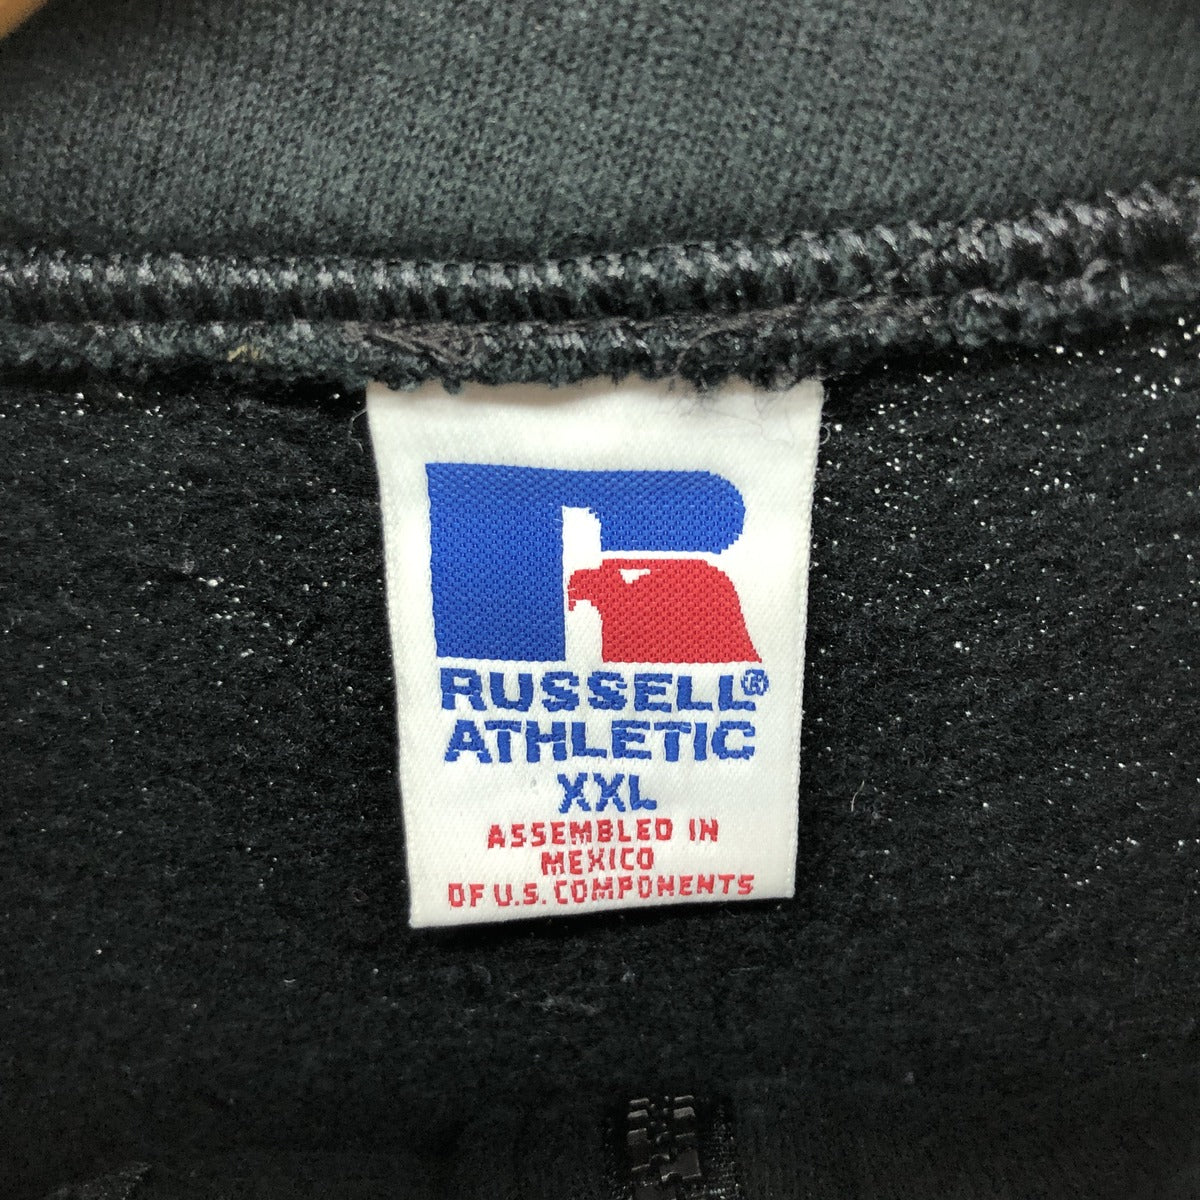 RUSSELL®
ATHLETIC
XXL
ASSEMBLED IN
MEXICO
OF U.S. COMPONENTS